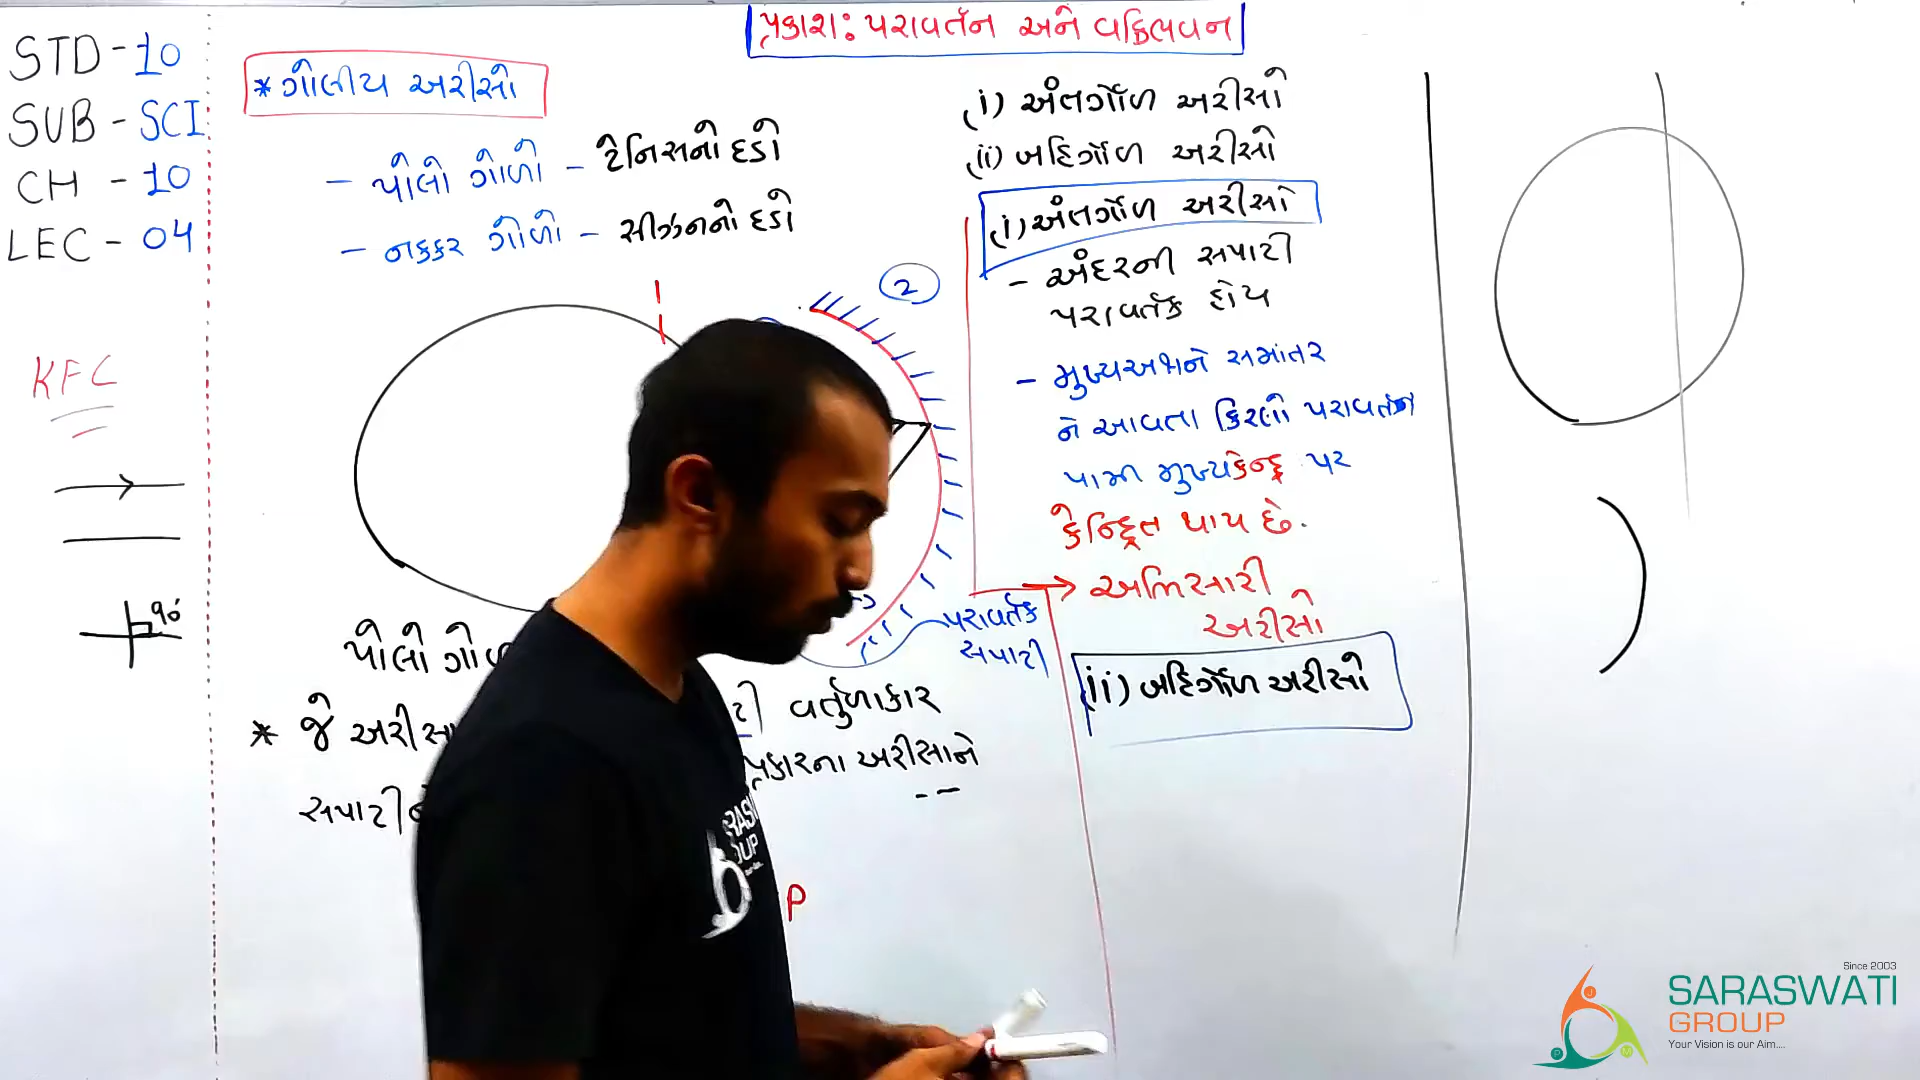 પ્રકાશ: પરાવર્તન અને વક્રિભવન
STD - 10
SUB - SCI
CH - 10
LEC - 04
KFC
90°
* ગોલીય અરીસો
- પોલો ગોળો - ટેનિસનો દડો
- નક્કર ગોળો - સીઝનનો દડો
2
પરાવર્તક
સપાટી
પોલો
* જે
વર્તુળાકાર
પ્રકારના અરીસાને
--
P
(i) અંતર્ગોળ અરીસો
(ii) બહિર્ગોળ અરીસો
(i) અંતર્ગોળ અરીસો
- અંદરની સપાટી
પરાવર્તક હોય
- મુખ્યઅક્ષને સમાંતર
ને આવતા કિરણો પરાવર્તન
પામી મુખ્યકેન્દ્ર પર
કેન્દ્રિત થાય છે.
→ અભિસારી
અરીસો
(ii) બહિર્ગોળ અરીસો
Since 2003
SARASWATI
GROUP
Your Vision is our Aim....